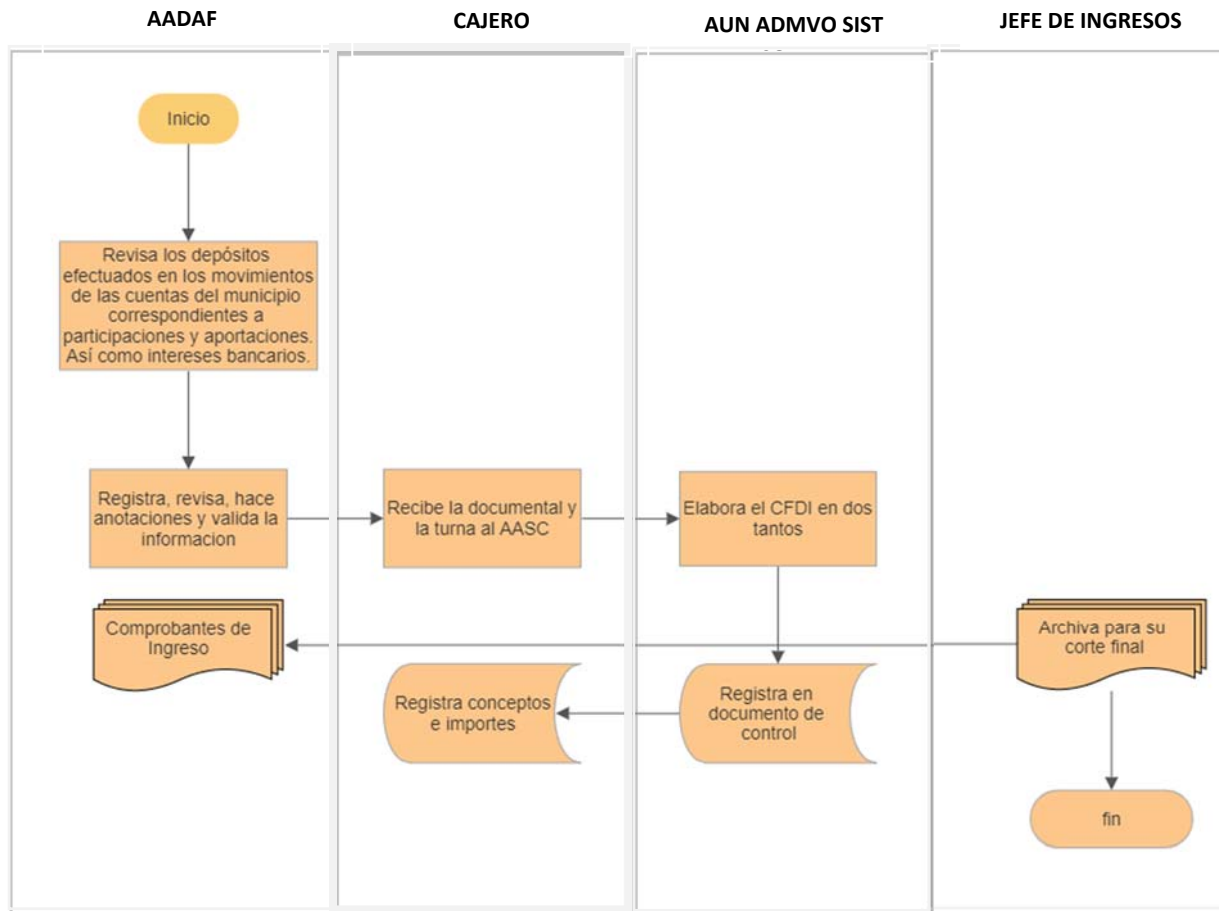 AADAF
CAJERO
AUN ADMVO SIST
JEFE DE INGRESOS
Inicio
Revisa los depósitos
efectuados en los movimientos
de las cuentas del municipio
correspondientes a
participaciones y aportaciones.
Así como intereses bancarios.
Registra, revisa, hace
anotaciones y valida la
informacion
Recibe la documental y
la turna al AASC
Elabora el CFDI en dos
tantos
Comprobantes de
Ingreso
Archiva para su
corte final
Registra conceptos
e importes
Registra en
documento de
control
fin